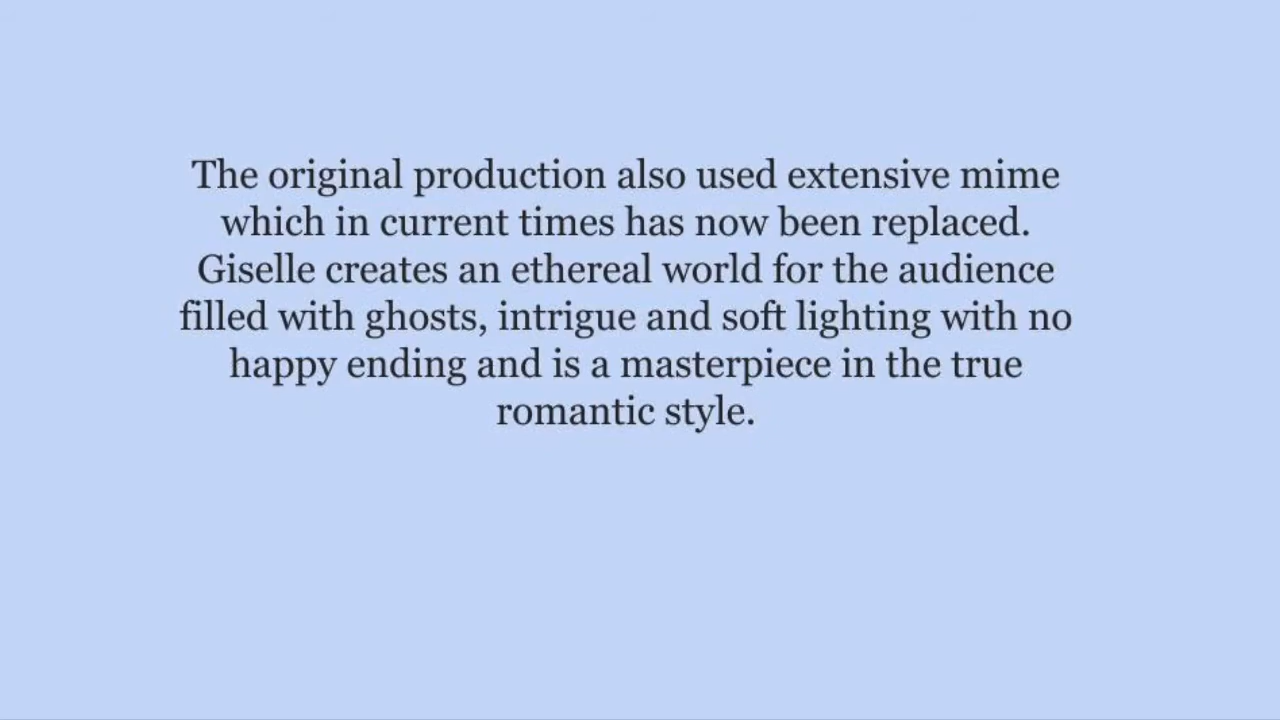 The original production also used extensive mime
which in current times has now been replaced.
Giselle creates an ethereal world for the audience
filled with ghosts, intrigue and soft lighting with no
happy ending and is a masterpiece in the true
romantic style.